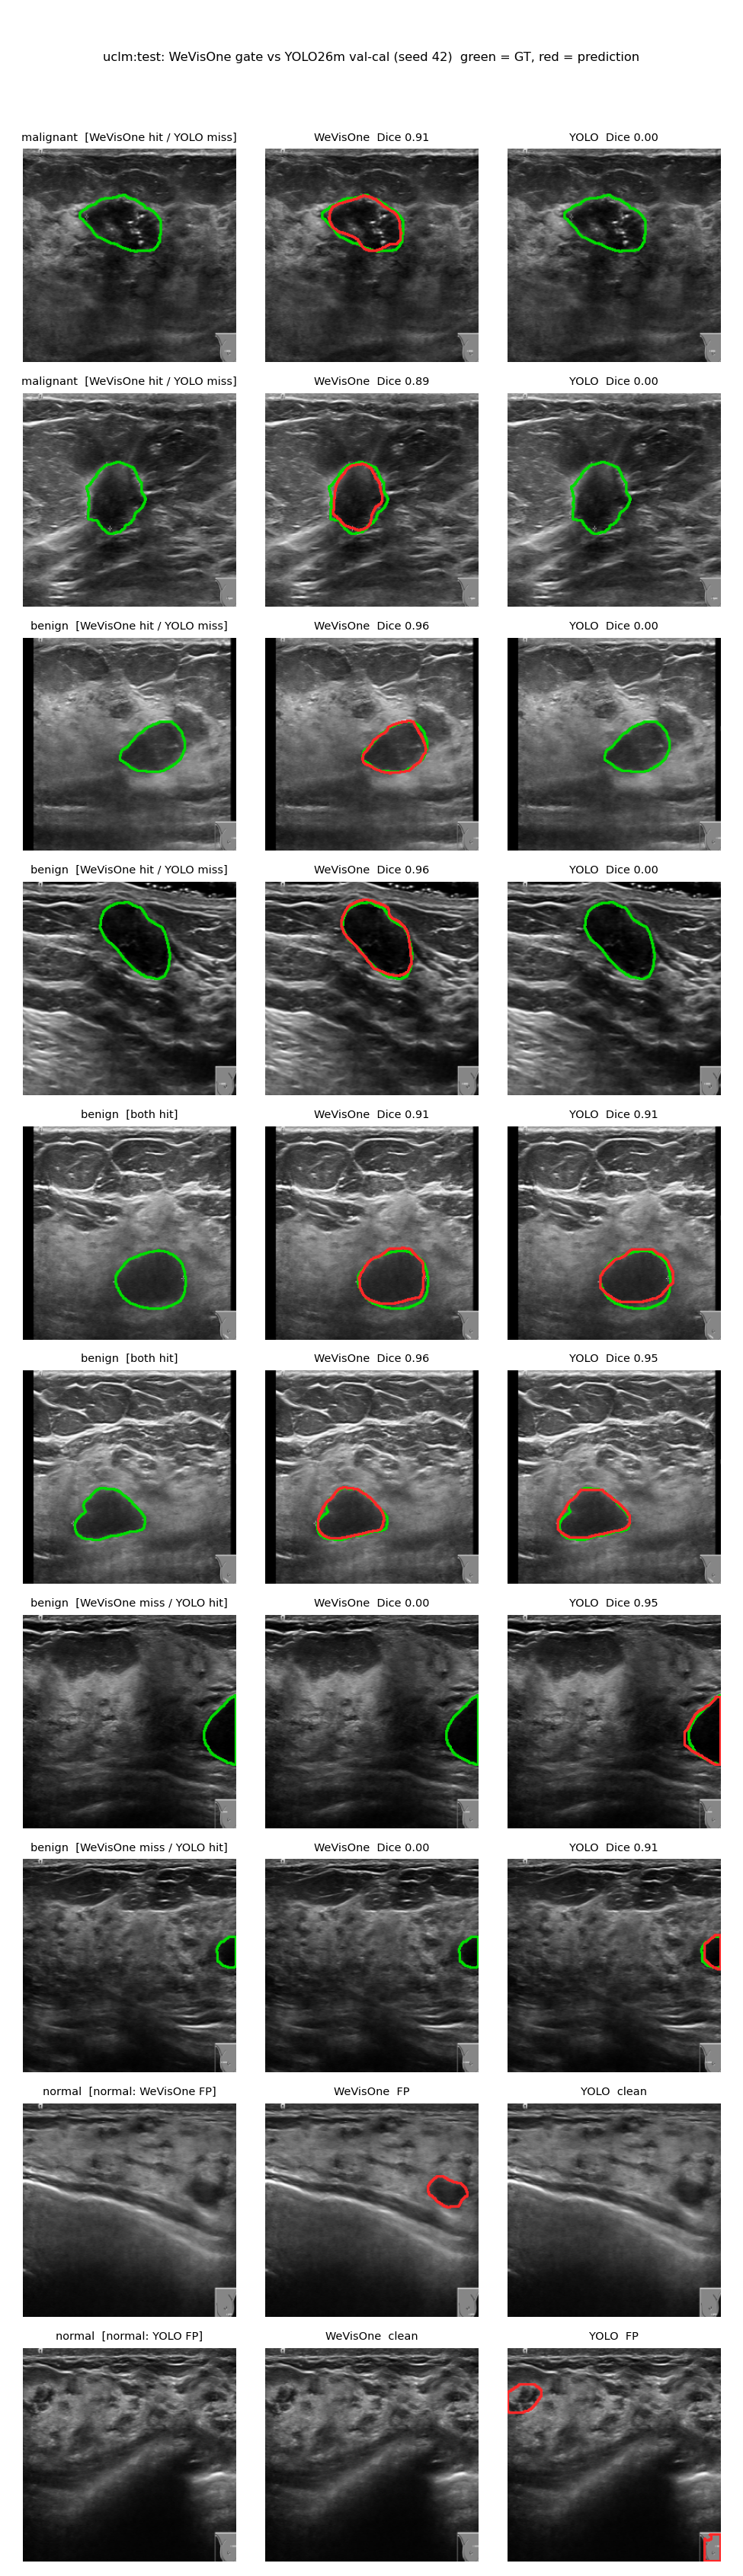 uclm:test: WeVisOne gate vs YOLO26m val-cal (seed 42)  green = GT, red = prediction
malignant  [WeVisOne hit / YOLO miss]
WeVisOne  Dice 0.91
YOLO  Dice 0.00
malignant  [WeVisOne hit / YOLO miss]
WeVisOne  Dice 0.89
YOLO  Dice 0.00
benign  [WeVisOne hit / YOLO miss]
WeVisOne  Dice 0.96
YOLO  Dice 0.00
benign  [WeVisOne hit / YOLO miss]
WeVisOne  Dice 0.96
YOLO  Dice 0.00
benign  [both hit]
WeVisOne  Dice 0.91
YOLO  Dice 0.91
benign  [both hit]
WeVisOne  Dice 0.96
YOLO  Dice 0.95
benign  [WeVisOne miss / YOLO hit]
WeVisOne  Dice 0.00
YOLO  Dice 0.95
benign  [WeVisOne miss / YOLO hit]
WeVisOne  Dice 0.00
YOLO  Dice 0.91
normal  [normal: WeVisOne FP]
WeVisOne  FP
YOLO  clean
normal  [normal: YOLO FP]
WeVisOne  clean
YOLO  FP